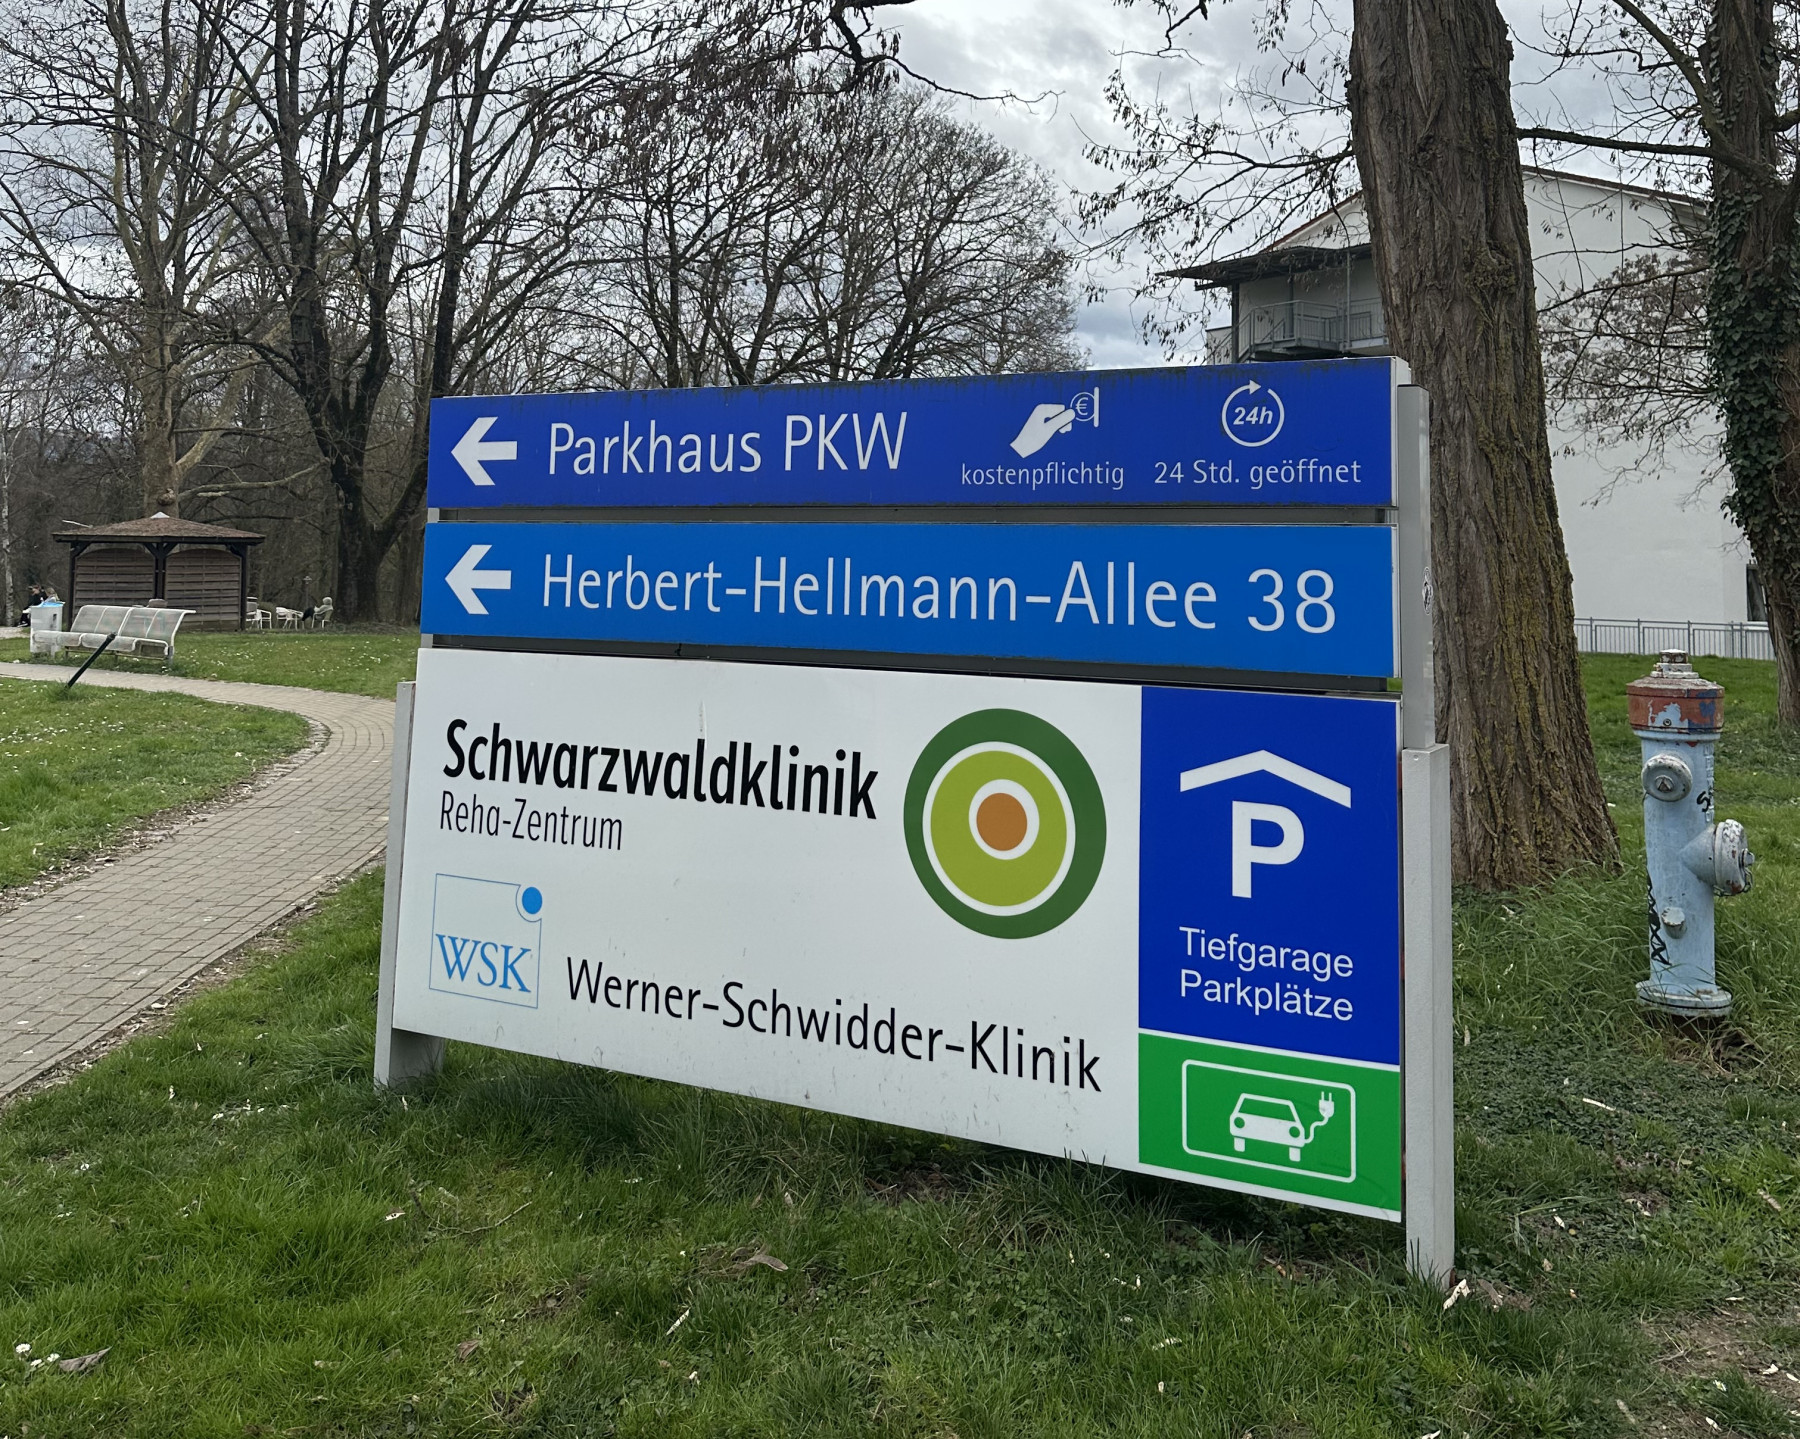 Parkhaus PKW
€
kostenpflichtig
24h
24 Std. geöffnet
Herbert-Hellmann-Allee 38
Schwarzwaldklinik
Reha-Zentrum
WSK
Werner-Schwidder-Klinik
P
Tiefgarage
Parkplätze